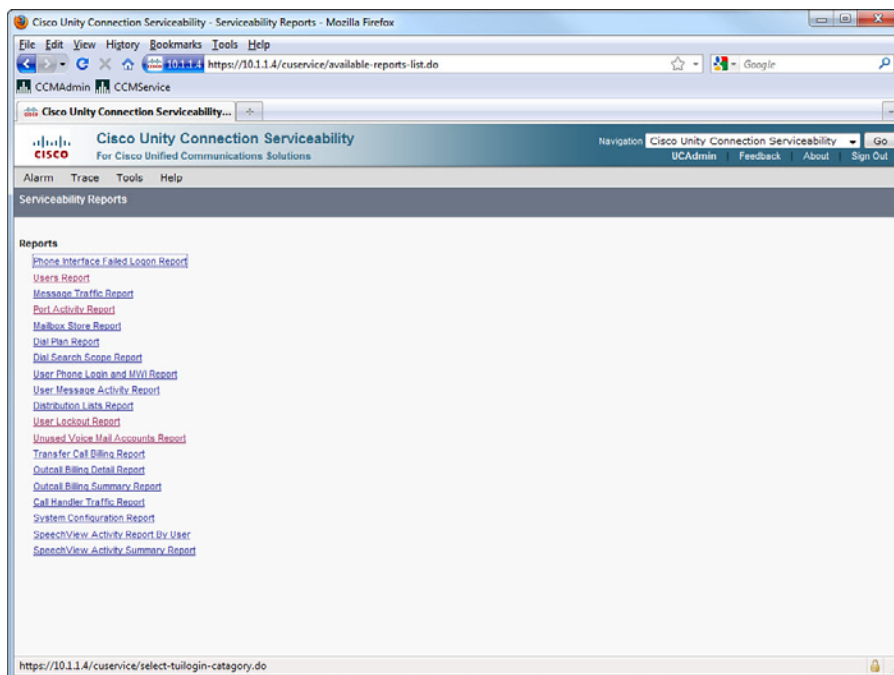 Cisco Unity Connection Serviceability - Serviceability Reports - Mozilla Firefox
File Edit View History Bookmarks Tools Help
10.1.1.4 https://10.1.1.4/cuservice/available-reports-list.do
Google
CCMAdmin CCMService
Cisco Unity Connection Serviceability...
CISCO
Cisco Unity Connection Serviceability
For Cisco Unified Communications Solutions
Navigation Cisco Unity Connection Serviceability Go
UCAdmin Feedback About Sign Out
Alarm Trace Tools Help
Serviceability Reports
Reports
Phone Interface Failed Logon Report
Users Report
Message Traffic Report
Port Activity Report
Mailbox Store Report
Dial Plan Report
Dial Search Scope Report
User Phone Login and MWI Report
User Message Activity Report
Distribution Lists Report
User Lockout Report
Unused Voice Mail Accounts Report
Transfer Call Billing Report
Outcall Billing Detail Report
Outcall Billing Summary Report
Call Handler Traffic Report
System Configuration Report
SpeechView Activity Report By User
SpeechView Activity Summary Report
https://10.1.1.4/cuservice/select-tuilogin-catagory.do